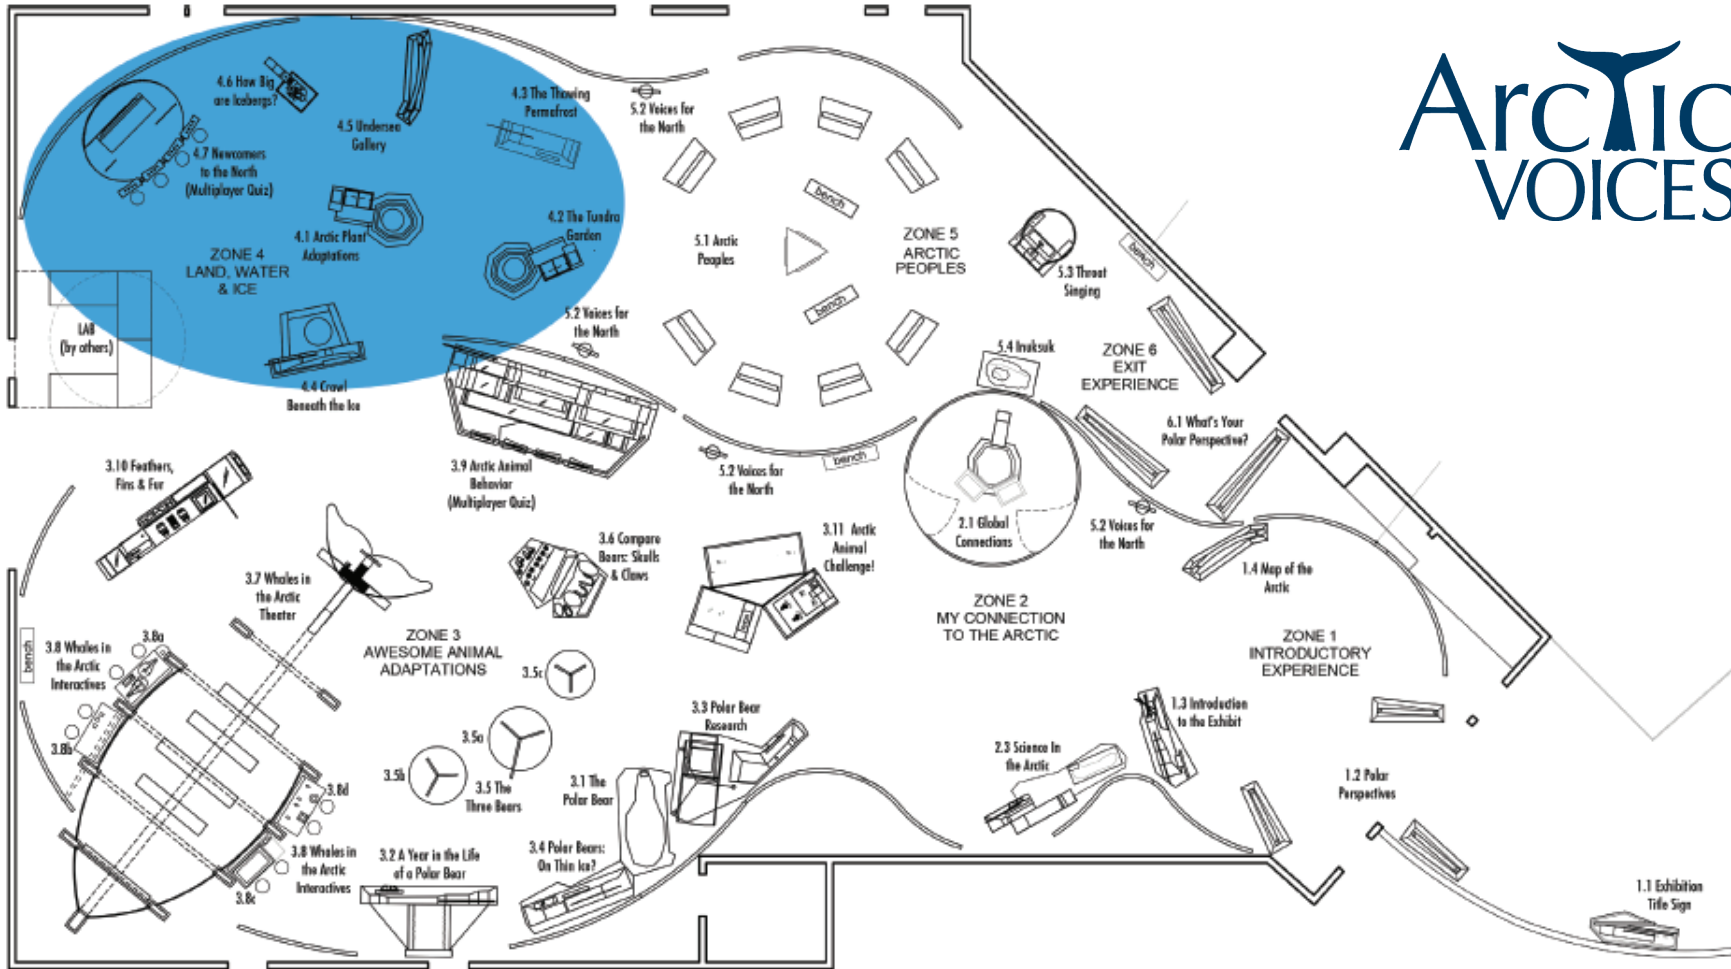 Arctic
VOICES
4.6 How Big
are Icebergs?
4.5 Undersea
Gallery
4.3 The Thawing
Permafrost
5.2 Voices for
the North
4.7 Newcomers
to the North
(Multiplayer Quiz)
4.1 Arctic Plant
Adaptations
4.2 The Tundra
Garden
ZONE 4
LAND, WATER
& ICE
LAB
(by others)
4.4 Crawl
Beneath the Ice
5.2 Voices for
the North
bench
5.1 Arctic
Peoples
ZONE 5
ARCTIC
PEOPLES
bench
5.3 Throat
Singing
bench
5.4 Inuksuk
ZONE 6
EXIT
EXPERIENCE
6.1 What's Your
Polar Perspective?
3.10 Feathers,
Fins & Fur
3.9 Arctic Animal
Behavior
(Multiplayer Quiz)
5.2 Voices for
the North
bench
2.1 Global
Connections
5.2 Voices for
the North
1.4 Map of the
Arctic
3.7 Whales in
the Arctic
Theater
3.6 Compare
Bears: Skulls
& Claws
3.11 Arctic
Animal
Challenge!
ZONE 2
MY CONNECTION
TO THE ARCTIC
ZONE 1
INTRODUCTORY
EXPERIENCE
bench
3.8 Whales in
the Arctic
Interactives
3.8a
ZONE 3
AWESOME ANIMAL
ADAPTATIONS
3.5c
3.8b
3.5a
3.5b
3.5 The
Three Bears
3.3 Polar Bear
Research
3.1 The
Polar Bear
2.3 Science In
the Arctic
1.3 Introduction
to the Exhibit
1.2 Polar
Perspectives
3.8d
3.8 Whales in
the Arctic
Interactives
3.8c
3.2 A Year in the Life
of a Polar Bear
3.4 Polar Bears:
On Thin Ice?
1.1 Exhibition
Title Sign